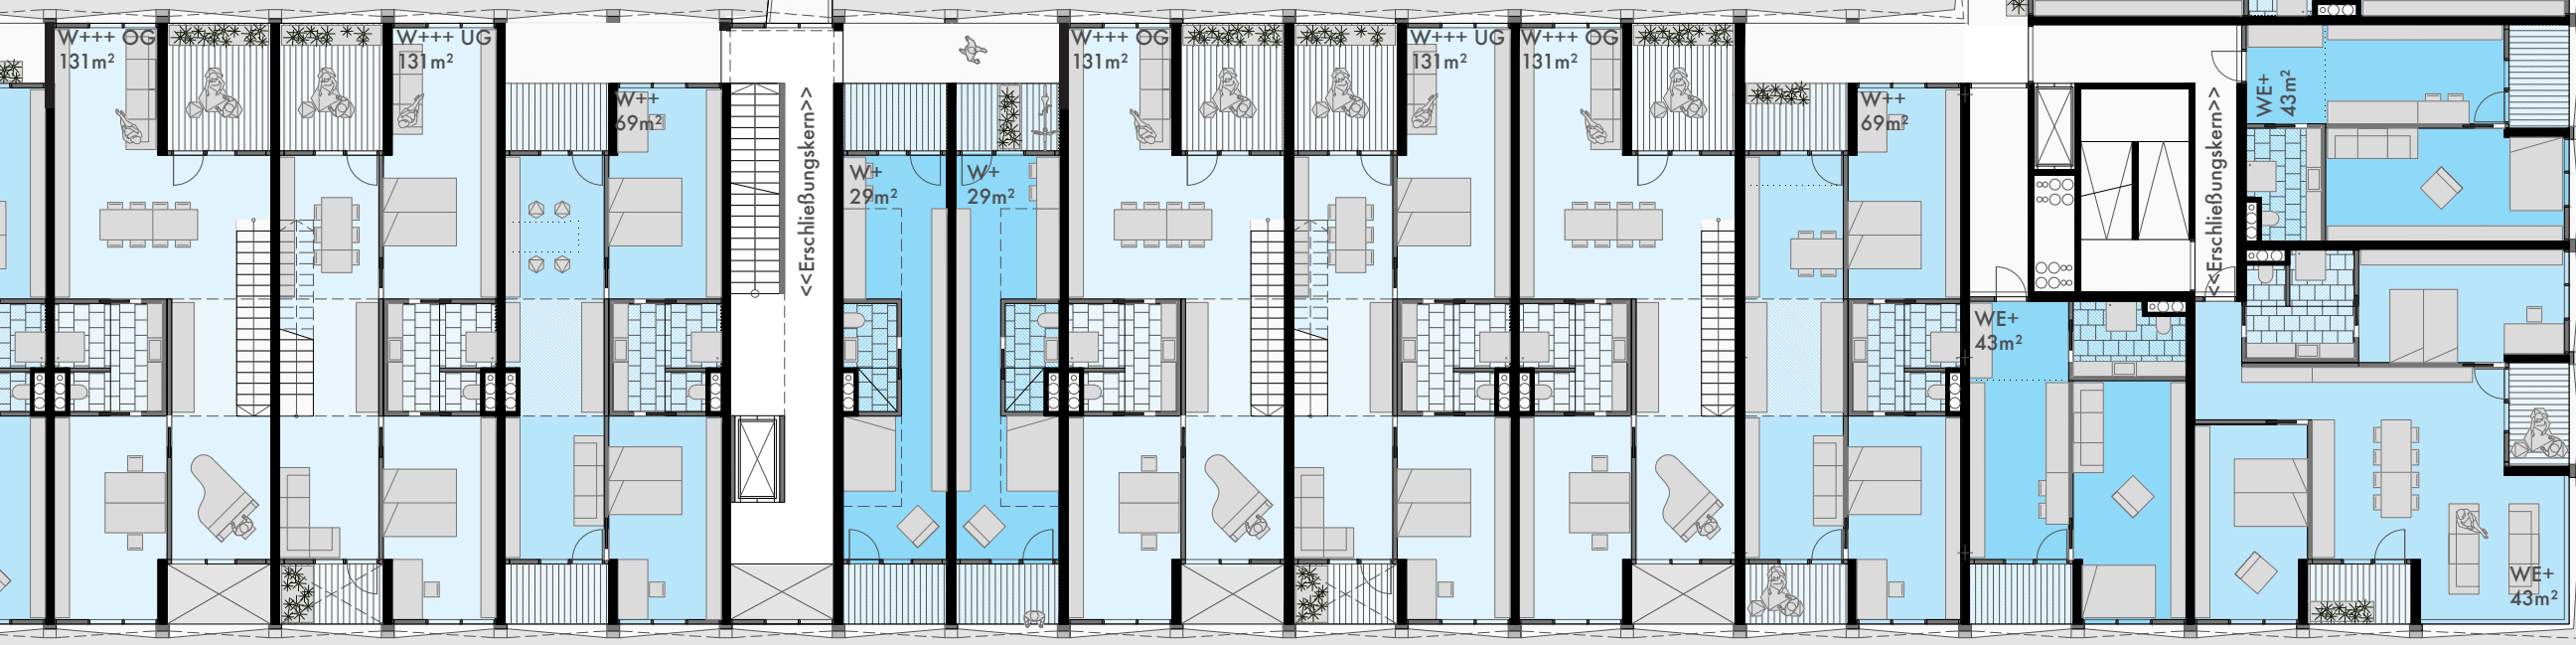 W+++ OG
131m²
W+++ UG
131m²
W++
69m²
<<Erschließungskern>>
W+
29m²
W+
29m²
W+++ OG
131m²
W+++ UG
131m²
W+++ OG
131m²
W++
69m²
WE+
43m²
<<Erschließungskern>>
WE+
43m²
WE+
43m²